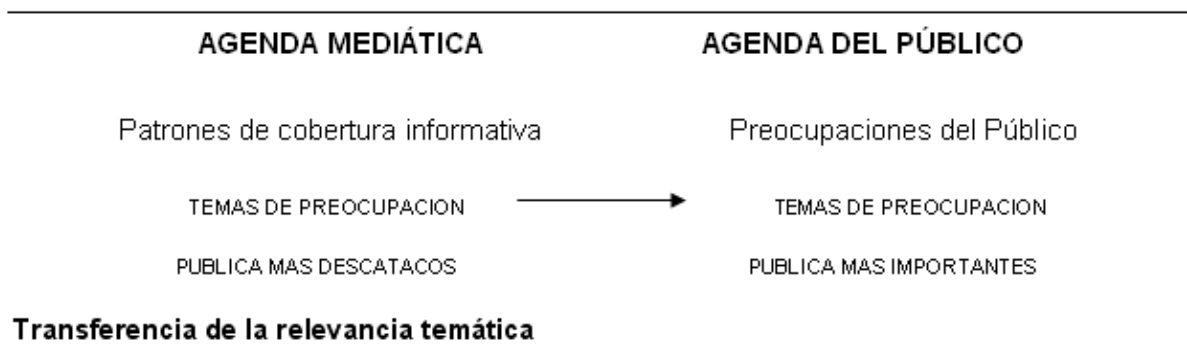 AGENDA MEDIÁTICA AGENDA DEL PÚBLICO
Patrones de cobertura informativa Preocupaciones del Público
TEMAS DE PREOCUPACION TEMAS DE PREOCUPACION
PUBLICA MAS DESCATACOS PUBLICA MAS IMPORTANTES
Transferencia de la relevancia temática